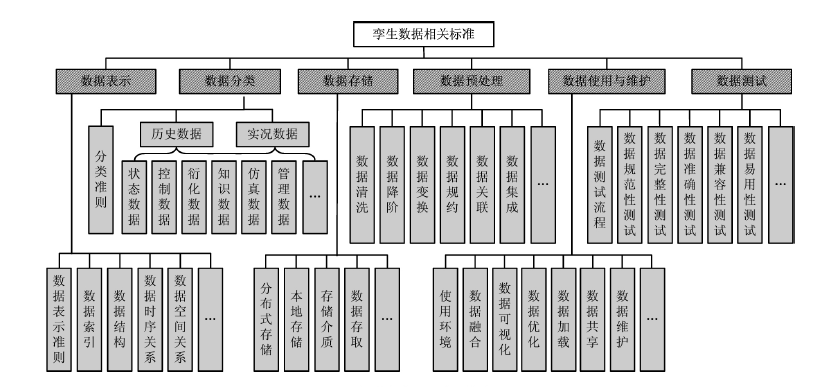 孪生数据相关标准
数据表示
数据分类
数据存储
数据预处理
数据使用与维护
数据测试
分类准则
历史数据
实况数据
状态数据
控制数据
衍化数据
知识数据
仿真数据
管理数据
...
数据清洗
数据降阶
数据变换
数据规约
数据关联
数据集成
...
数据测试流程
数据规范性测试
数据完整性测试
数据准确性测试
数据兼容性测试
数据易用性测试
...
数据表示准则
数据索引
数据结构
数据时序关系
数据空间关系
...
分布式存储
本地存储
存储介质
数据存取
...
使用环境
数据融合
数据可视化
数据优化
数据加载
数据共享
数据维护
...